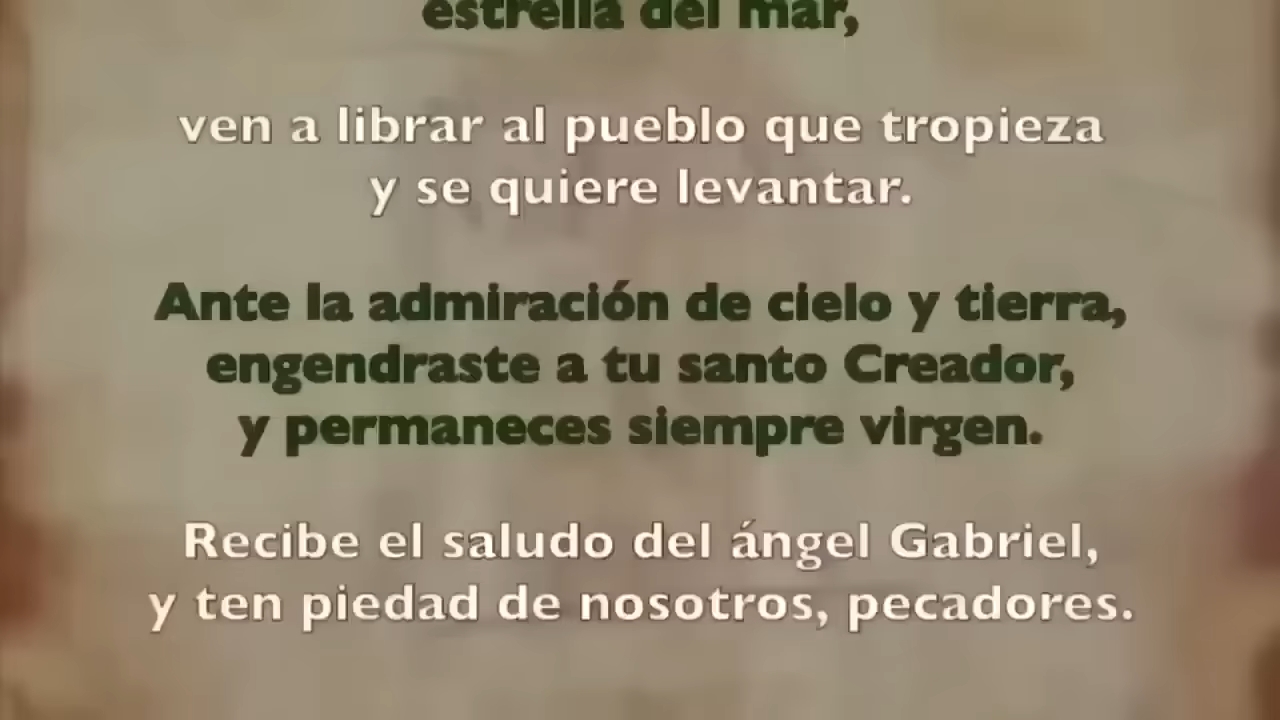 estrella del mar,
ven a librar al pueblo que tropieza
y se quiere levantar.
Ante la admiración de cielo y tierra,
engendraste a tu santo Creador,
y permaneces siempre virgen.
Recibe el saludo del ángel Gabriel,
y ten piedad de nosotros, pecadores.